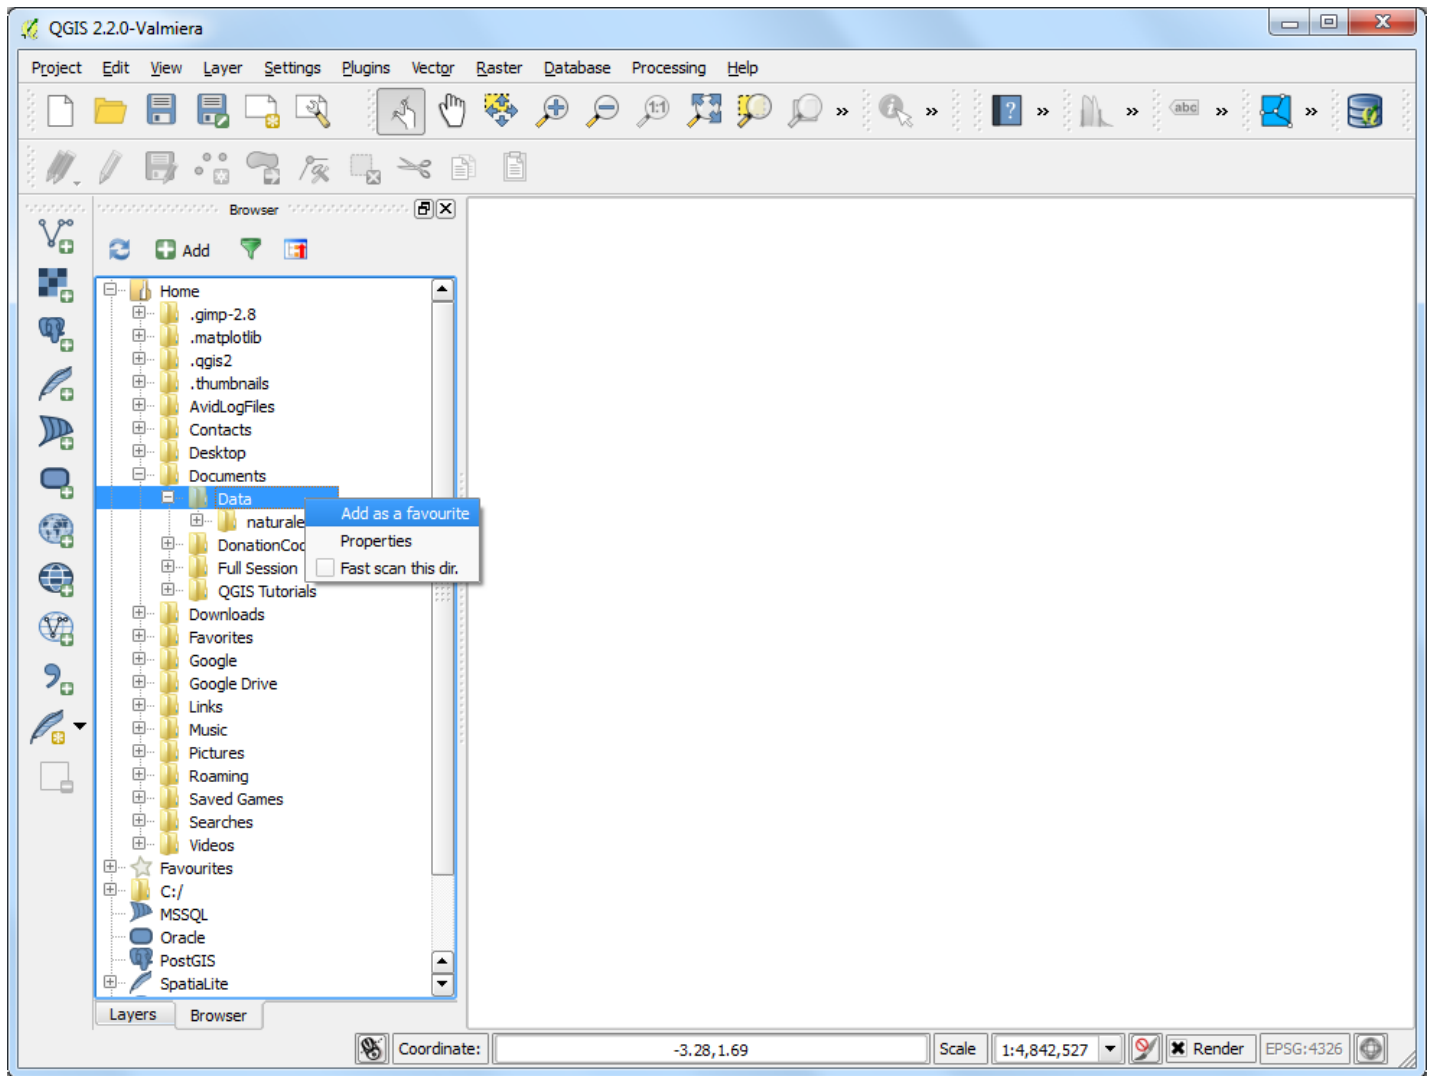 QGIS 2.2.0-Valmiera
Project Edit View Layer Settings Plugins Vector Raster Database Processing Help
1:1
?
abc
Browser
Add
Home
.gimp-2.8
.matplotlib
.qgis2
.thumbnails
AvidLogFiles
Contacts
Desktop
Documents
Data
Add as a favourite
naturale
Properties
DonationCoc
Full Session
Fast scan this dir.
QGIS Tutorials
Downloads
Favorites
Google
Google Drive
Links
Music
Pictures
Roaming
Saved Games
Searches
Videos
Favourites
C:/
MSSQL
Oracle
PostGIS
SpatiaLite
Layers Browser
Coordinate: -3.28,1.69 Scale 1:4,842,527 Render EPSG:4326